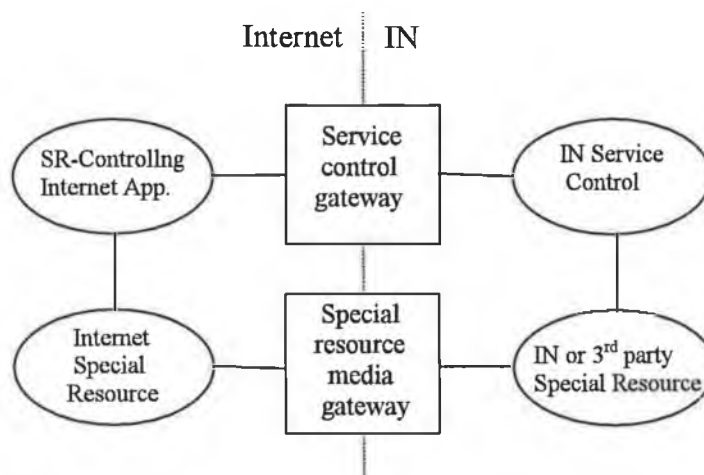 Internet IN
Service
control
gateway
SR-Controllng
Internet App.
IN Service
Control
Special
resource
media
gateway
Internet
Special
Resource
IN or 3rd party
Special Resource